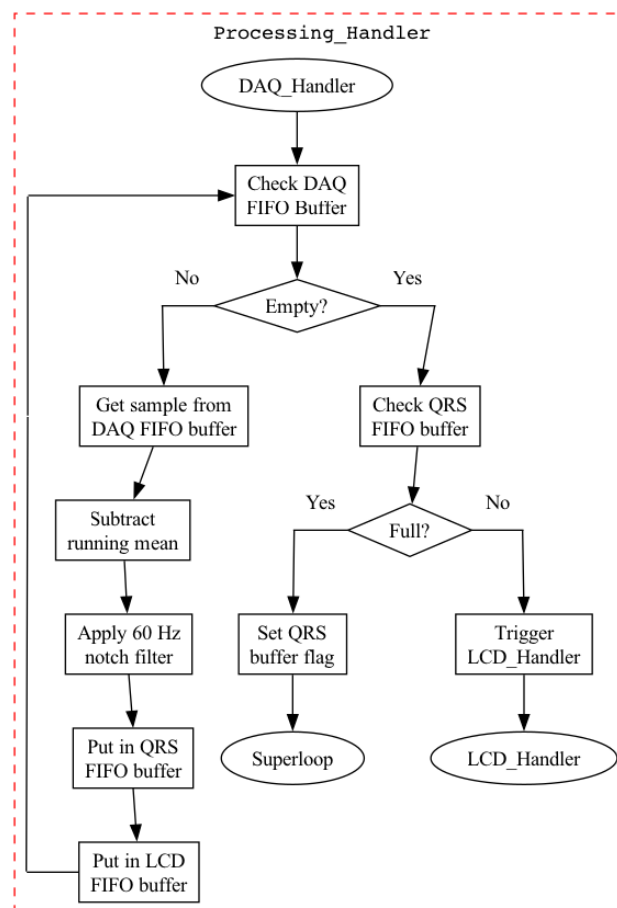 Processing_Handler
DAQ_Handler
Check DAQ
FIFO Buffer
No
Yes
Empty?
Get sample from
DAQ FIFO buffer
Check QRS
FIFO buffer
Subtract
running mean
Yes
No
Full?
Apply 60 Hz
notch filter
Set QRS
buffer flag
Trigger
LCD_Handler
Put in QRS
FIFO buffer
Superloop
LCD_Handler
Put in LCD
FIFO buffer